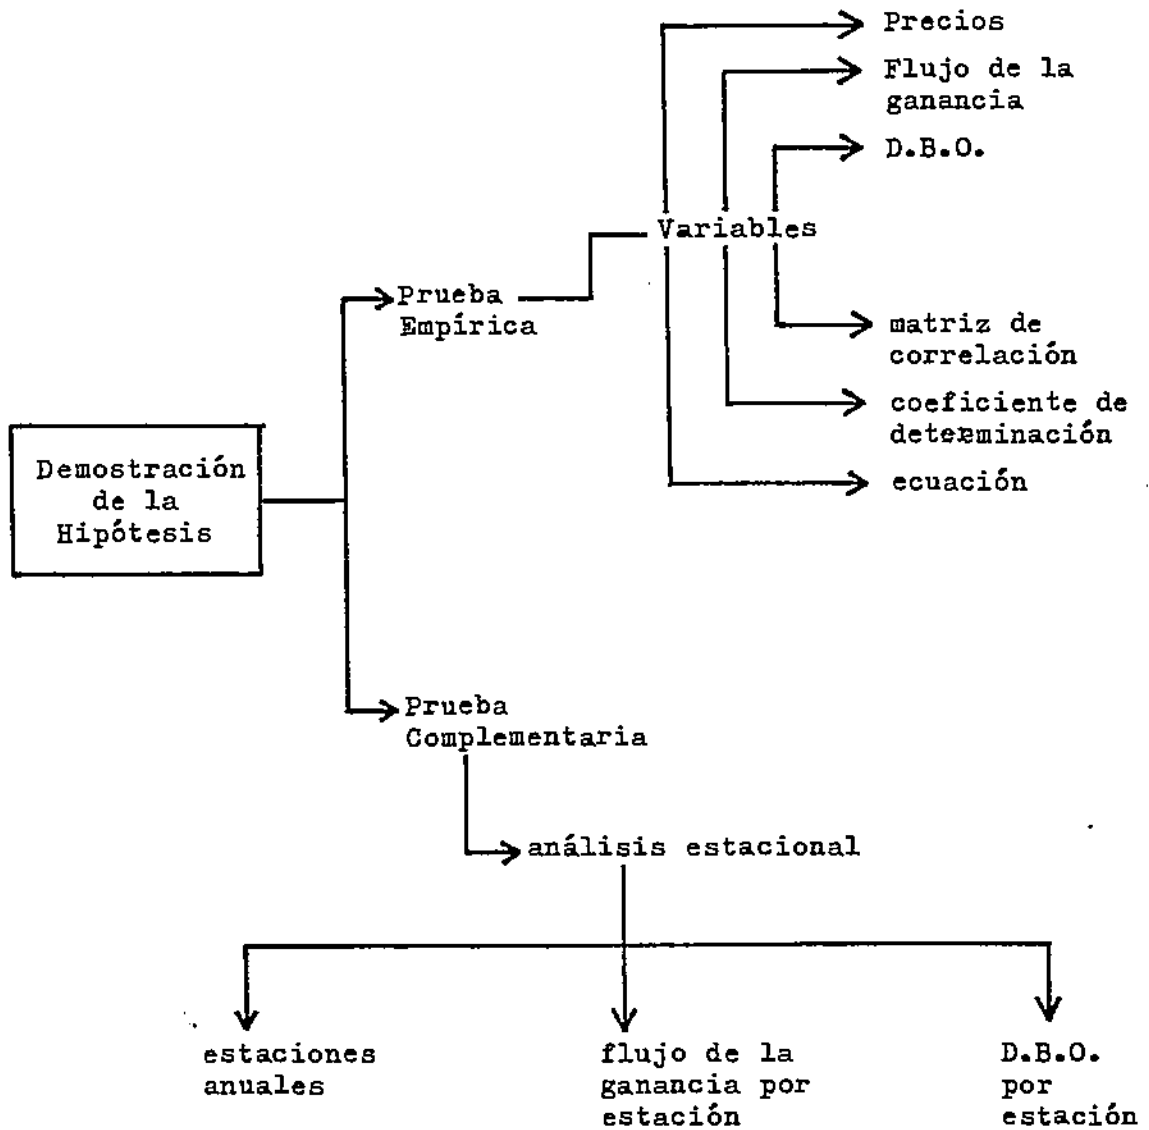 Precios
Flujo de la
ganancia
D.B.O.
Variables
Prueba
Empírica
matriz de
correlación
coeficiente de
determinación
ecuación
Demostración
de la
Hipótesis
Prueba
Complementaria
análisis estacional
estaciones
anuales
flujo de la
ganancia por
estación
D.B.O.
por
estación